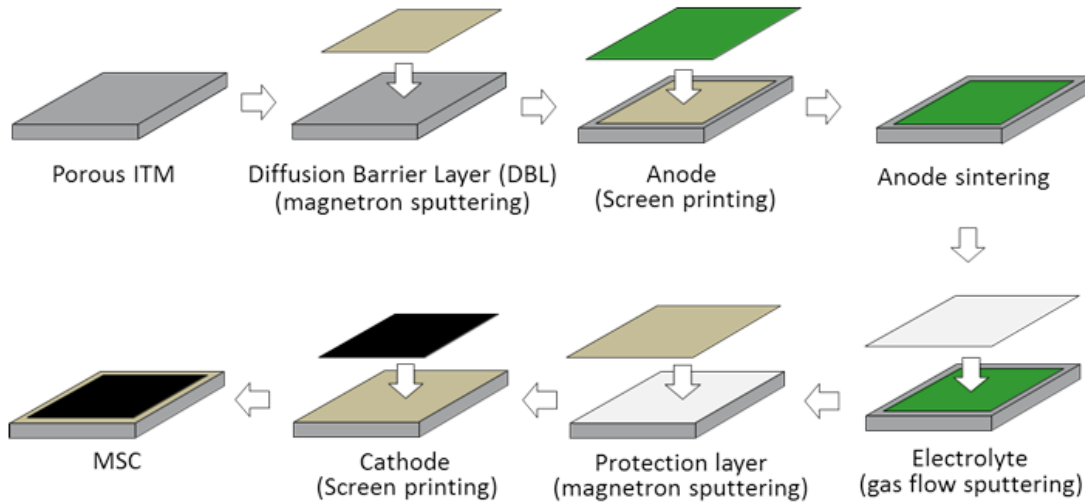 Porous ITM
Diffusion Barrier Layer (DBL)
(magnetron sputtering)
Anode
(Screen printing)
Anode sintering
MSC
Cathode
(Screen printing)
Protection layer
(magnetron sputtering)
Electrolyte
(gas flow sputtering)